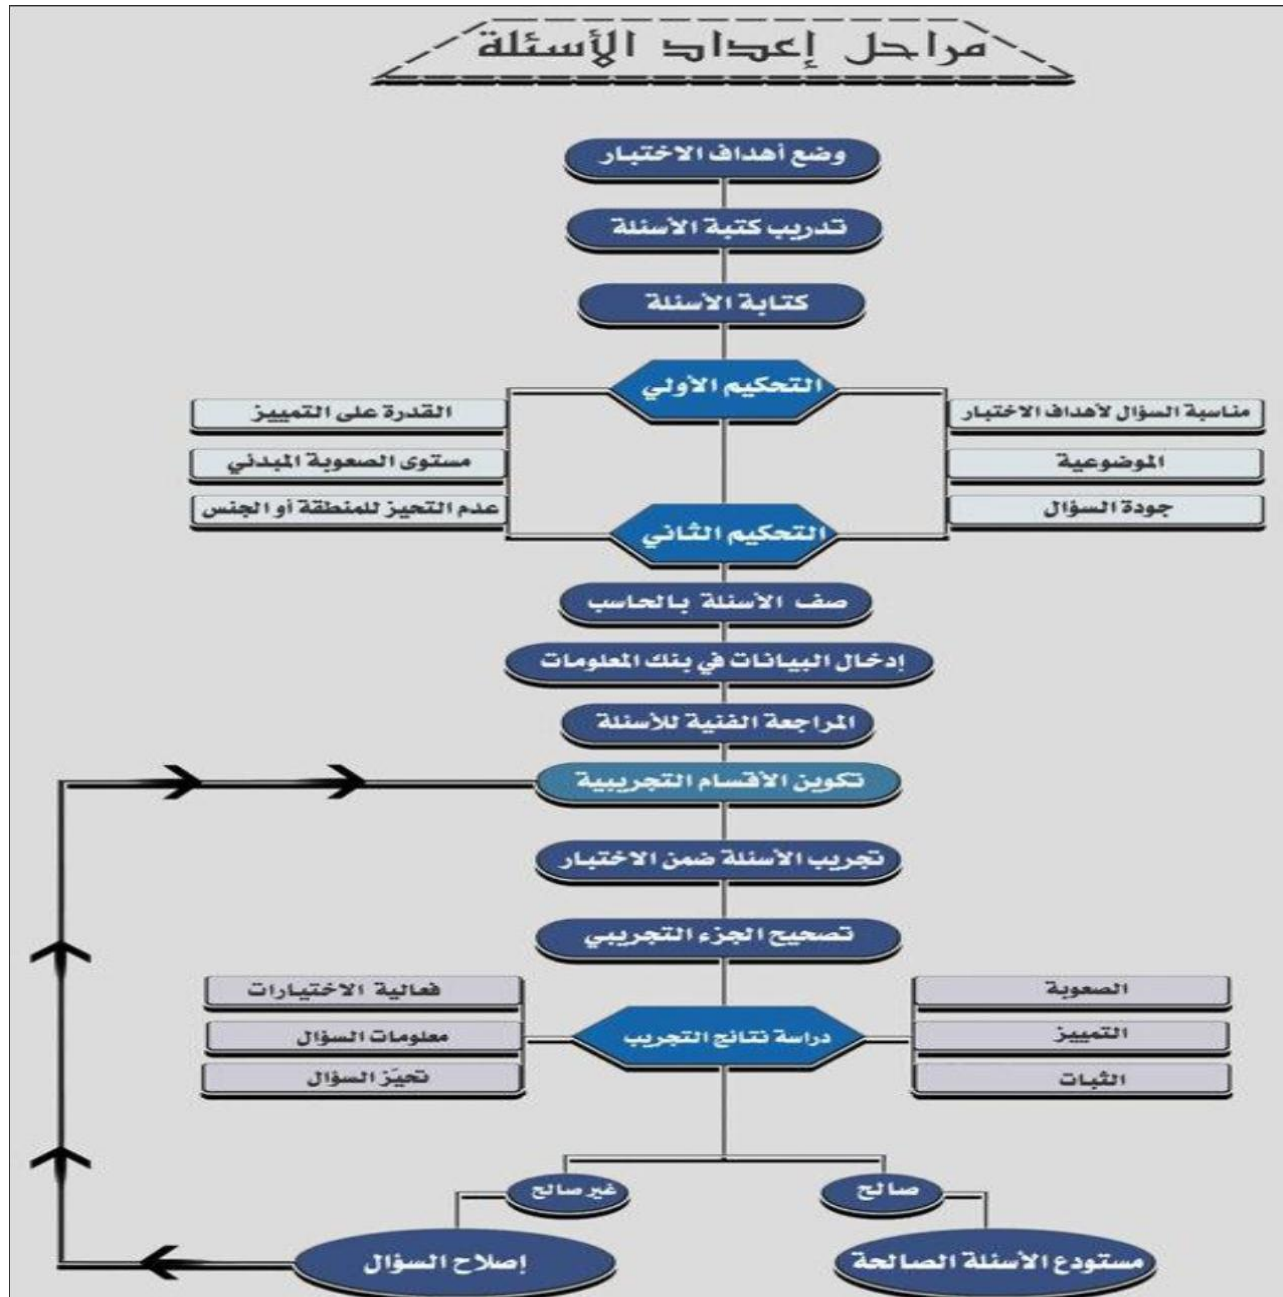 مراحل إعداد الأسئلة
وضع أهداف الاختبار
تدريب كتبة الأسئلة
كتابة الأسئلة
التحكيم الأولي
مناسبة السؤال لأهداف الاختبار
الموضوعية
جودة السؤال
القدرة على التمييز
مستوى الصعوبة المبدئي
عدم التحيز للمنطقة أو الجنس
التحكيم الثاني
صف الأسئلة بالحاسب
إدخال البيانات في بنك المعلومات
المراجعة الفنية للأسئلة
تكوين الأقسام التجريبية
تجريب الأسئلة ضمن الاختبار
تصحيح الجزء التجريبي
دراسة نتائج التجريب
الصعوبة
التمييز
الثبات
فعالية الاختيارات
معلومات السؤال
تحيّز السؤال
صالح
غير صالح
مستودع الأسئلة الصالحة
إصلاح السؤال